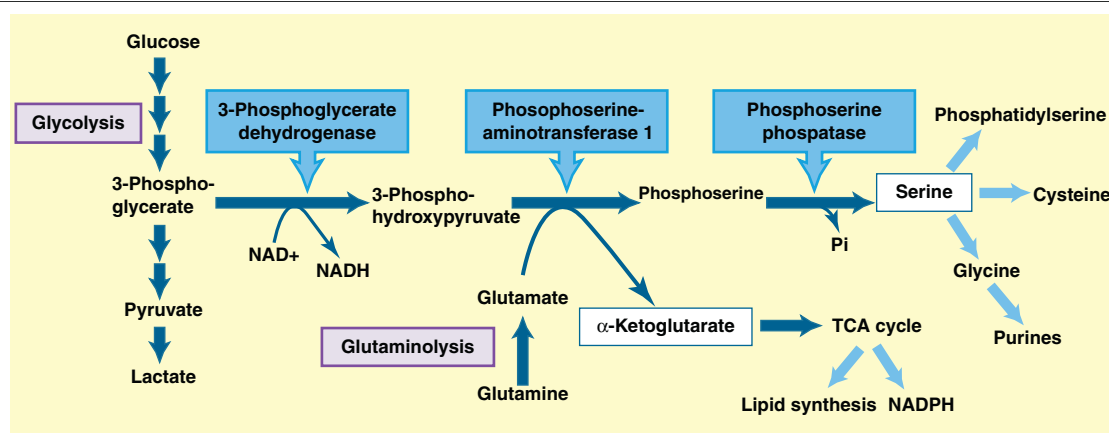 Glucose
Glycolysis
3-Phosphoglycerate
dehydrogenase
Phosophoserine-
aminotransferase 1
Phosphoserine
phospatase
Phosphatidylserine
3-Phospho-
glycerate
3-Phospho-
hydroxypyruvate
Phosphoserine
Serine
Cysteine
NAD+
NADH
Pi
Glycine
Pyruvate
Glutamate
α-Ketoglutarate
TCA cycle
Purines
Glutaminolysis
Lactate
Glutamine
Lipid synthesis
NADPH